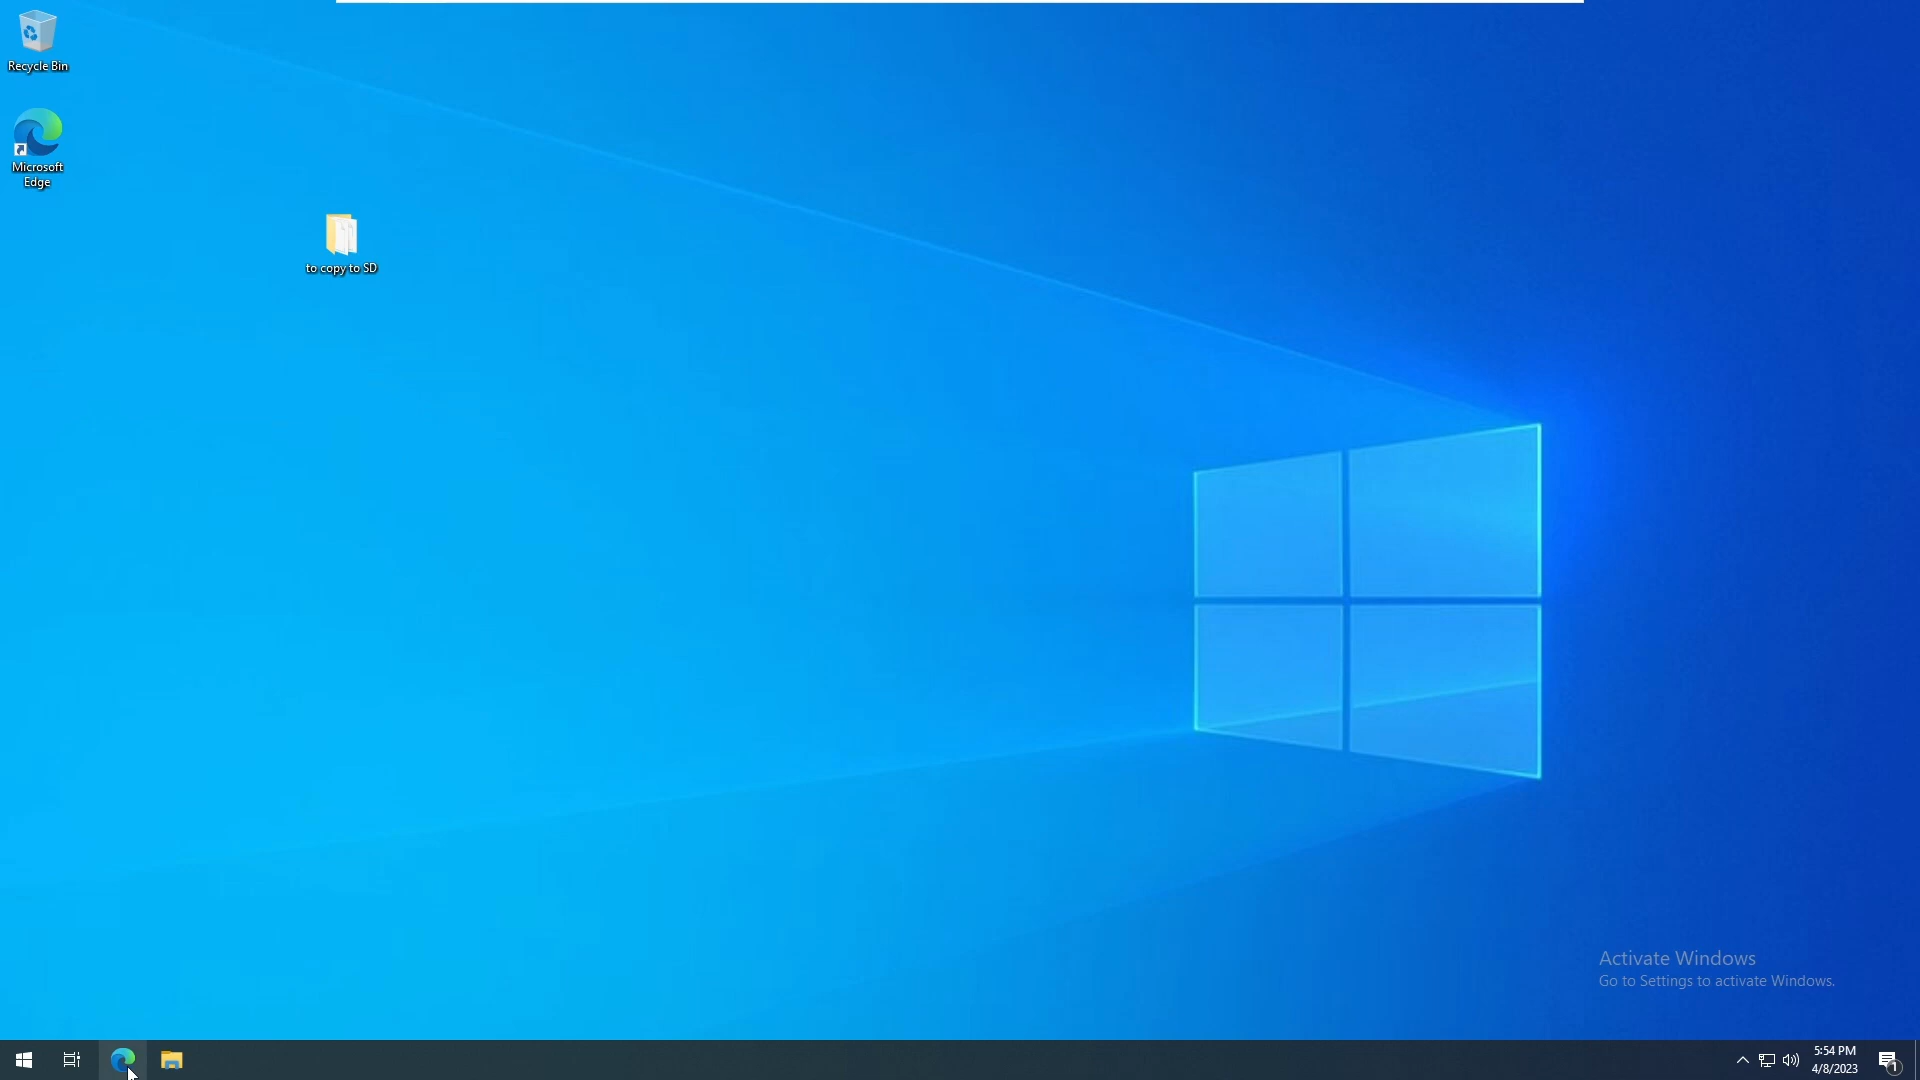 Recycle Bin
Microsoft
Edge
to copy to SD
Activate Windows
Go to Settings to activate Windows.
5:54 PM
4/8/2023
1